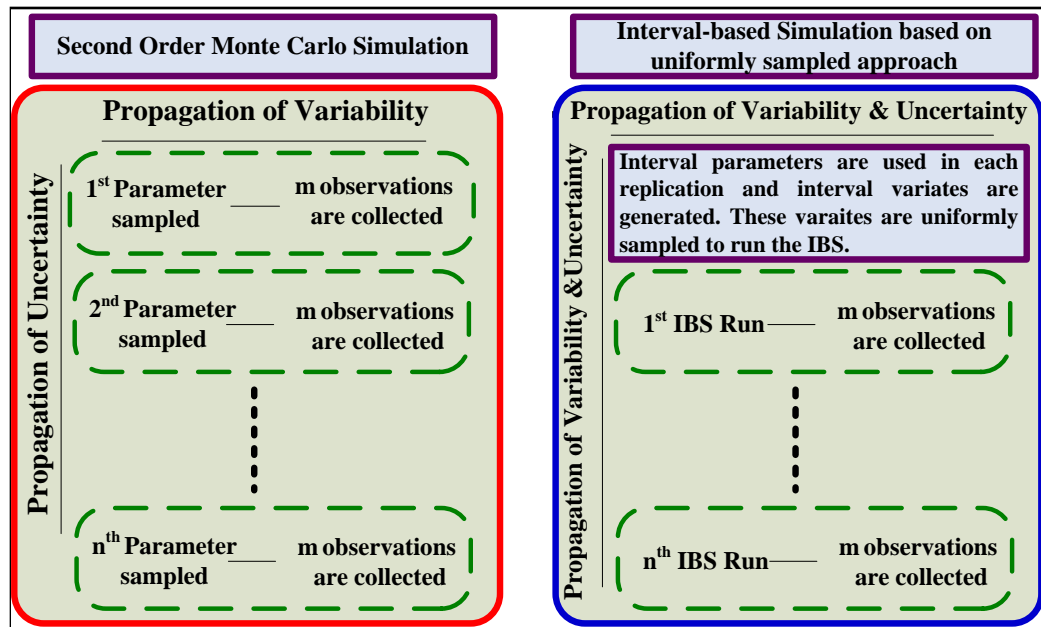 Second Order Monte Carlo Simulation
Propagation of Variability
Propagation of Uncertainty
1st Parameter
sampled
m observations
are collected
2nd Parameter
sampled
m observations
are collected
nth Parameter
sampled
m observations
are collected
Interval-based Simulation based on
uniformly sampled approach
Propagation of Variability & Uncertainty
Propagation of Variability &Uncertainty
Interval parameters are used in each
replication and interval variates are
generated. These varaites are uniformly
sampled to run the IBS.
1st IBS Run
m observations
are collected
nth IBS Run
m observations
are collected